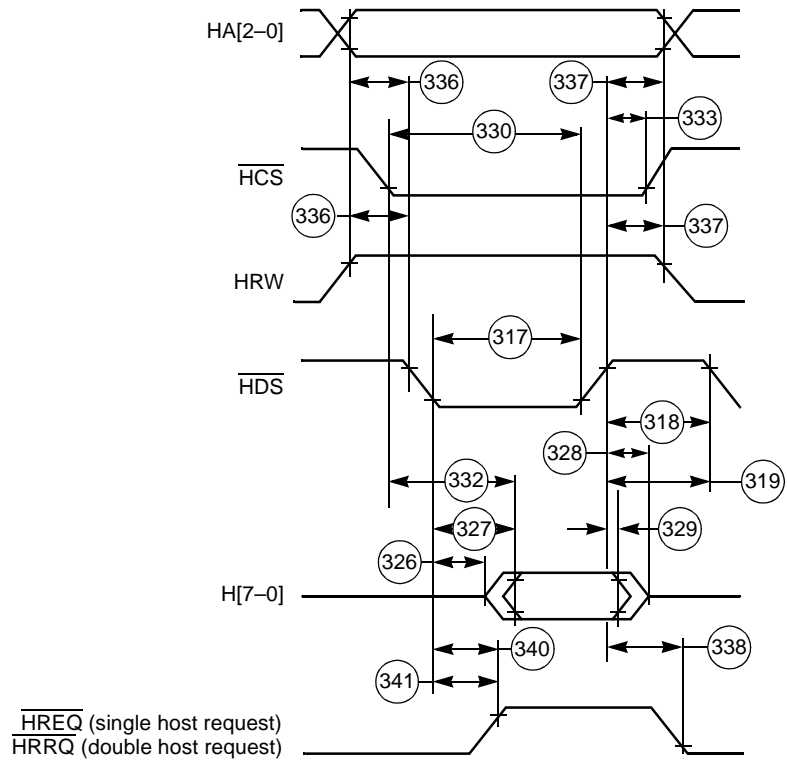 HA[2–0]
336
337
330
333
HCS
336
337
HRW
317
HDS
318
328
332
319
327
329
326
H[7–0]
340
338
341
HREQ (single host request)
HRRQ (double host request)